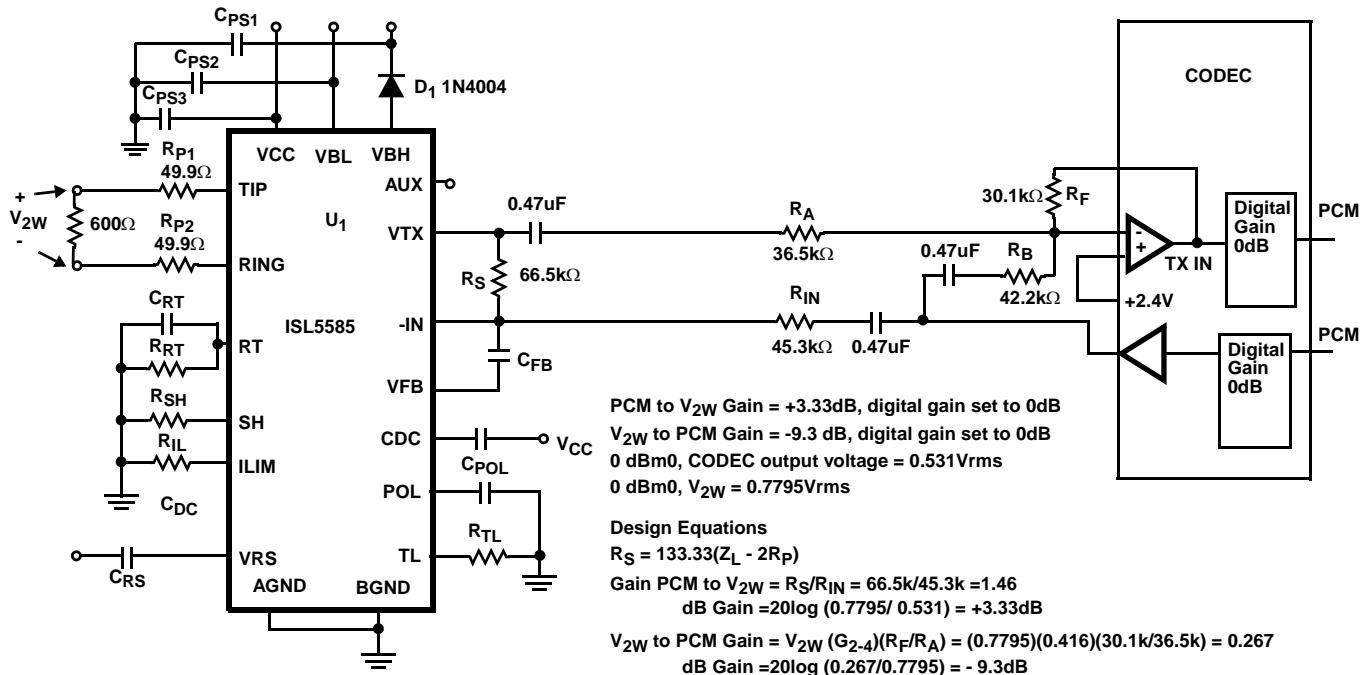 CPS1
CPS2
CPS3
D1 1N4004
CODEC
VCC
VBL
VBH
RP1
49.9Ω
TIP
AUX
+
V2W
-
600Ω
RP2
49.9Ω
RING
U1
ISL5585
VTX
0.47uF
RS
66.5kΩ
RA
36.5kΩ
30.1kΩ
RF
0.47uF
RB
42.2kΩ
-
+
TX IN
+2.4V
Digital
Gain
0dB
PCM
Digital
Gain
0dB
PCM
-IN
RIN
45.3kΩ
0.47uF
CRT
RRT
RT
CFB
VFB
RSH
SH
RIL
ILIM
CDC
VCC
CPOL
POL
CDC
RTL
TL
VRS
CRS
AGND
BGND
PCM to V2W Gain = +3.33dB, digital gain set to 0dB
V2W to PCM Gain = -9.3 dB, digital gain set to 0dB
0 dBm0, CODEC output voltage = 0.531Vrms
0 dBm0, V2W = 0.7795Vrms
Design Equations
RS = 133.33(ZL - 2RP)
Gain PCM to V2W = RS/RIN = 66.5k/45.3k =1.46
dB Gain =20log (0.7795/ 0.531) = +3.33dB
V2W to PCM Gain = V2W (G2-4)(RF/RA) = (0.7795)(0.416)(30.1k/36.5k) = 0.267
dB Gain =20log (0.267/0.7795) = - 9.3dB